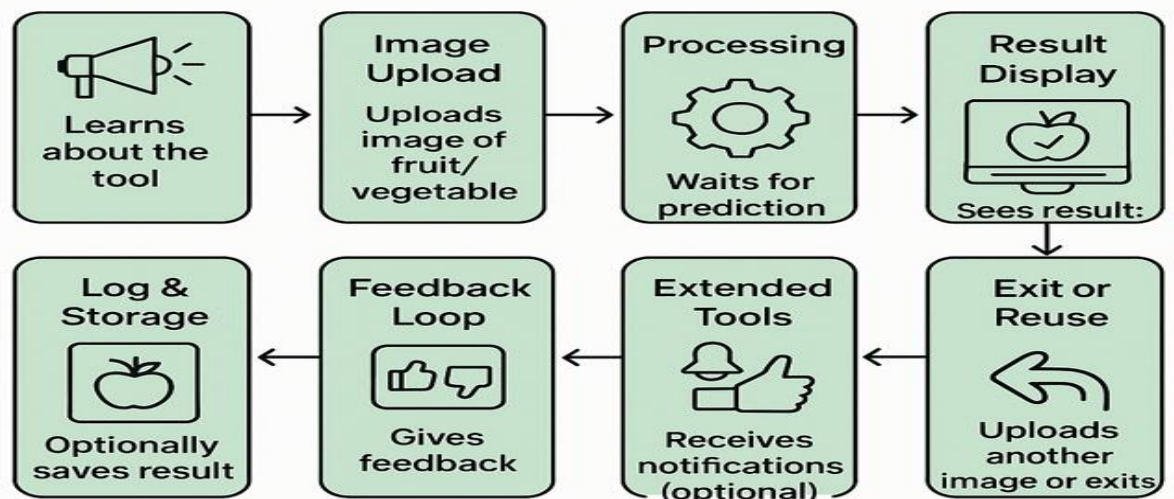 Learns
about the
tool
Image
Upload
Uploads
image of
fruit/
vegetable
Processing
Waits for
prediction
Result
Display
Sees result:
Log &
Storage
Optionally
saves result
Feedback
Loop
Gives
feedback
Extended
Tools
Receives
notifications
(optional)
Exit or
Reuse
Uploads
another
image or exits